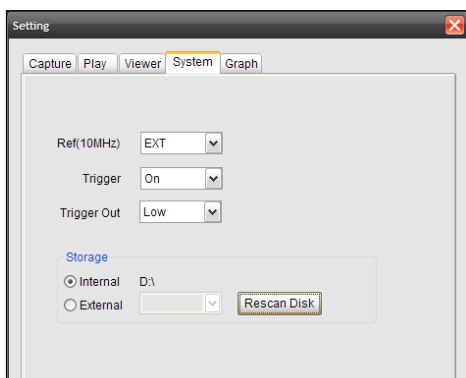 Setting
Capture Play Viewer System Graph
Ref(10MHz) EXT
Trigger On
Trigger Out Low
Storage
Internal D:\
External Rescan Disk